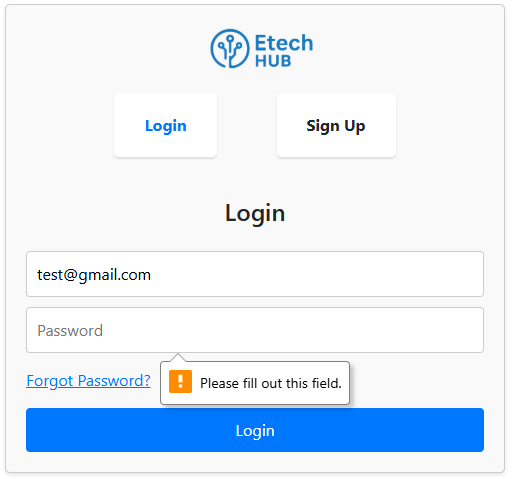 Etech
HUB
Login
Sign Up
Login
test@gmail.com
Password
Forgot Password?
! Please fill out this field.
Login